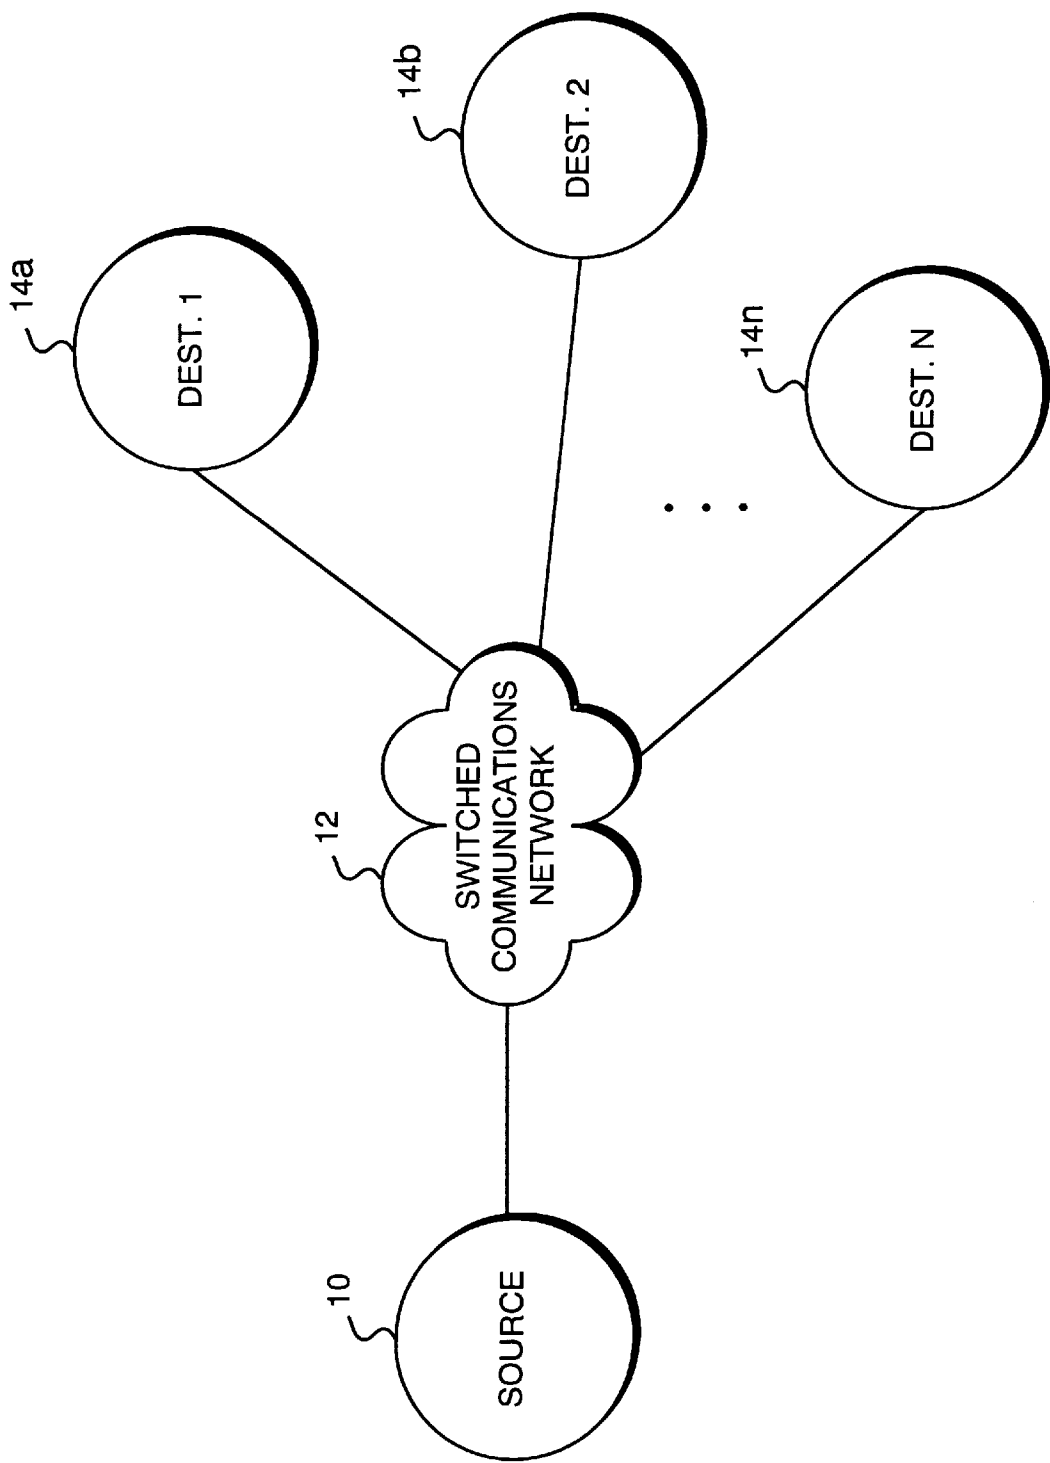 14a
DEST. 1
14b
DEST. 2
12
SWITCHED
COMMUNICATIONS
NETWORK
10
SOURCE
14n
DEST. N